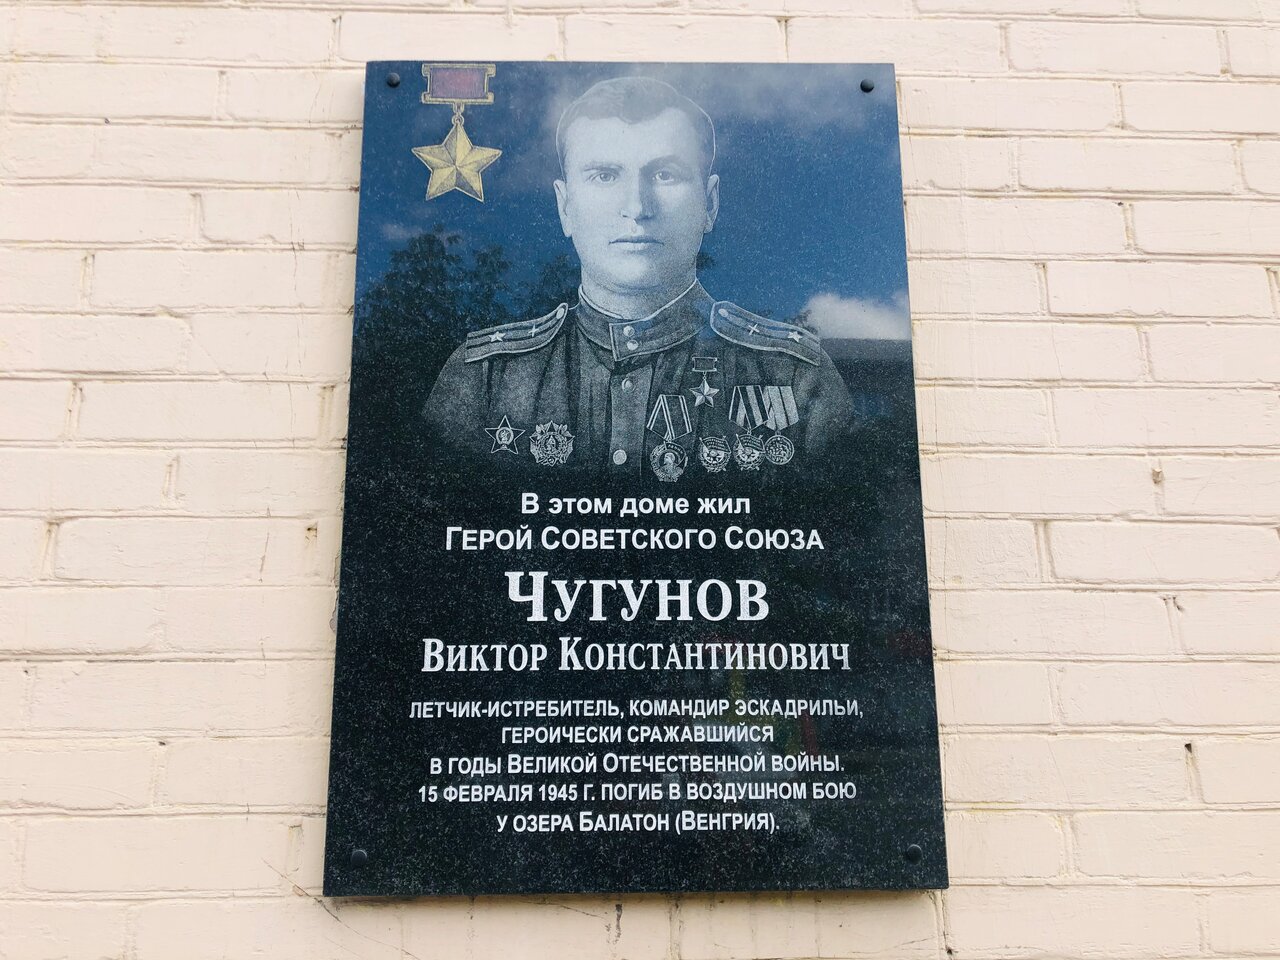 В этом доме жил
Герой Советского Союза
Чугунов
Виктор Константинович
летчик-истребитель, командир эскадрильи,
героически сражавшийся
в годы Великой Отечественной войны.
15 февраля 1945 г. погиб в воздушном бою
у озера Балатон (Венгрия).